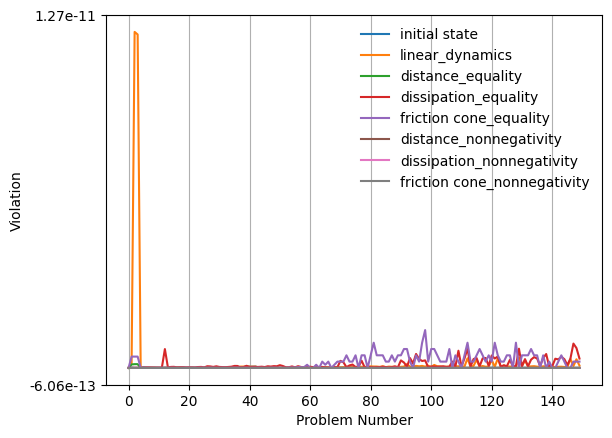 1.27e-11
initial state
linear_dynamics
distance_equality
dissipation_equality
friction cone_equality
distance_nonnegativity
dissipation_nonnegativity
friction cone_nonnegativity
Violation
-6.06e-13
0 20 40 60 80 100 120 140
Problem Number